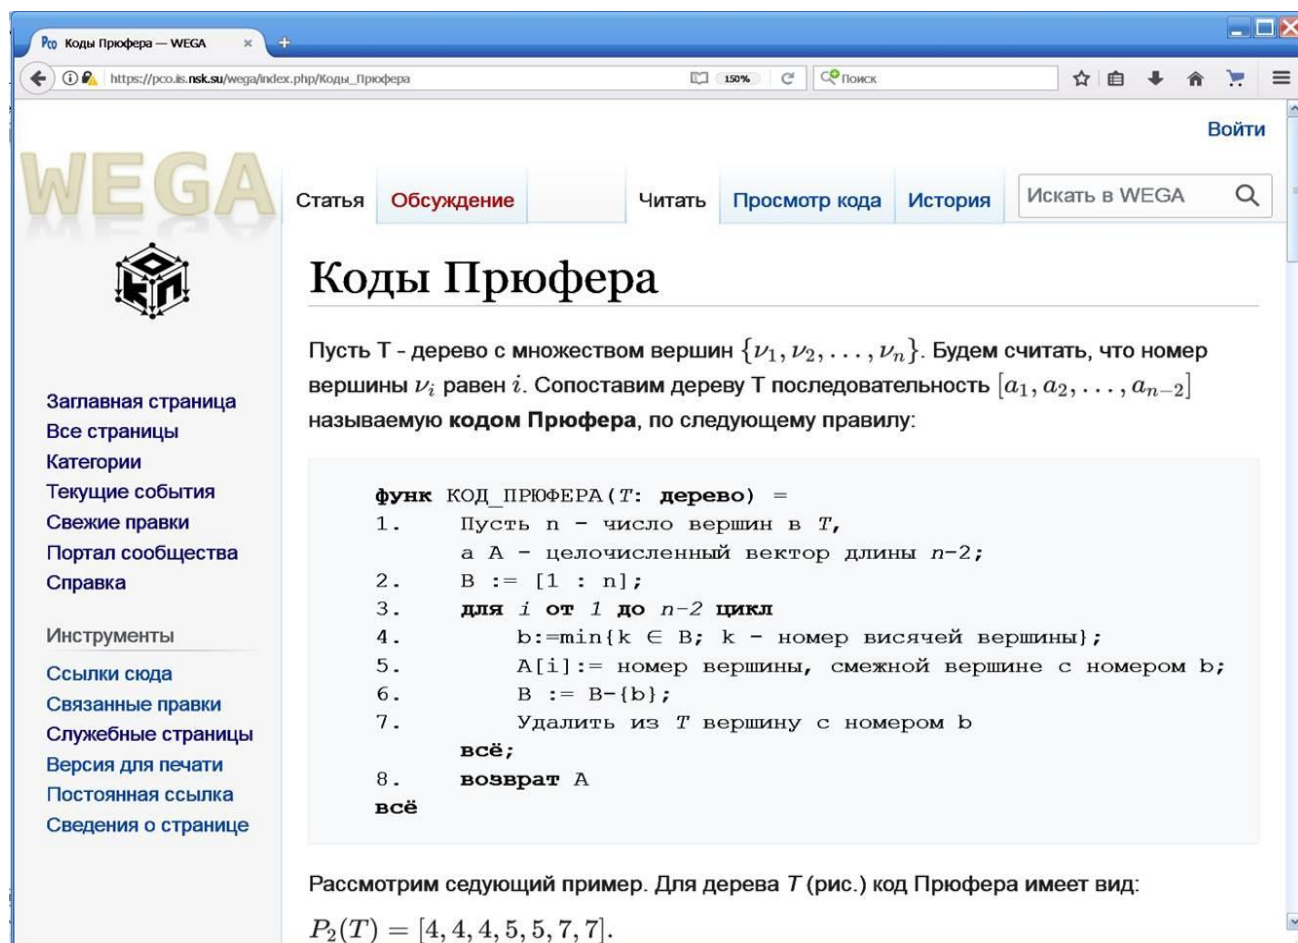 Pco Коды Прюфера — WEGA
https://pco.iis.nsk.su/wega/index.php/Коды_Прюфера 150% Поиск
Войти
WEGA
Статья Обсуждение Читать Просмотр кода История Искать в WEGA
Коды Прюфера
Пусть T - дерево с множеством вершин {ν₁, ν₂, . . . , νₙ}. Будем считать, что номер
вершины νᵢ равен i. Сопоставим дереву T последовательность [a₁, a₂, . . . , aₙ₋₂]
называемую кодом Прюфера, по следующему правилу:
Заглавная страница
Все страницы
Категории
Текущие события
Свежие правки
Портал сообщества
Справка
Инструменты
Ссылки сюда
Связанные правки
Служебные страницы
Версия для печати
Постоянная ссылка
Сведения о странице
функ КОД_ПРЮФЕРА(T: дерево) =
1. Пусть n - число вершин в T,
а A - целочисленный вектор длины n-2;
2. B := [1 : n];
3. для i от 1 до n-2 цикл
4. b:=min{k ∈ B; k - номер висячей вершины};
5. A[i]:= номер вершины, смежной вершине с номером b;
6. B := B-{b};
7. Удалить из T вершину с номером b
всё;
8. возврат A
всё
Рассмотрим седующий пример. Для дерева T (рис.) код Прюфера имеет вид:
P₂(T) = [4, 4, 4, 5, 5, 7, 7].